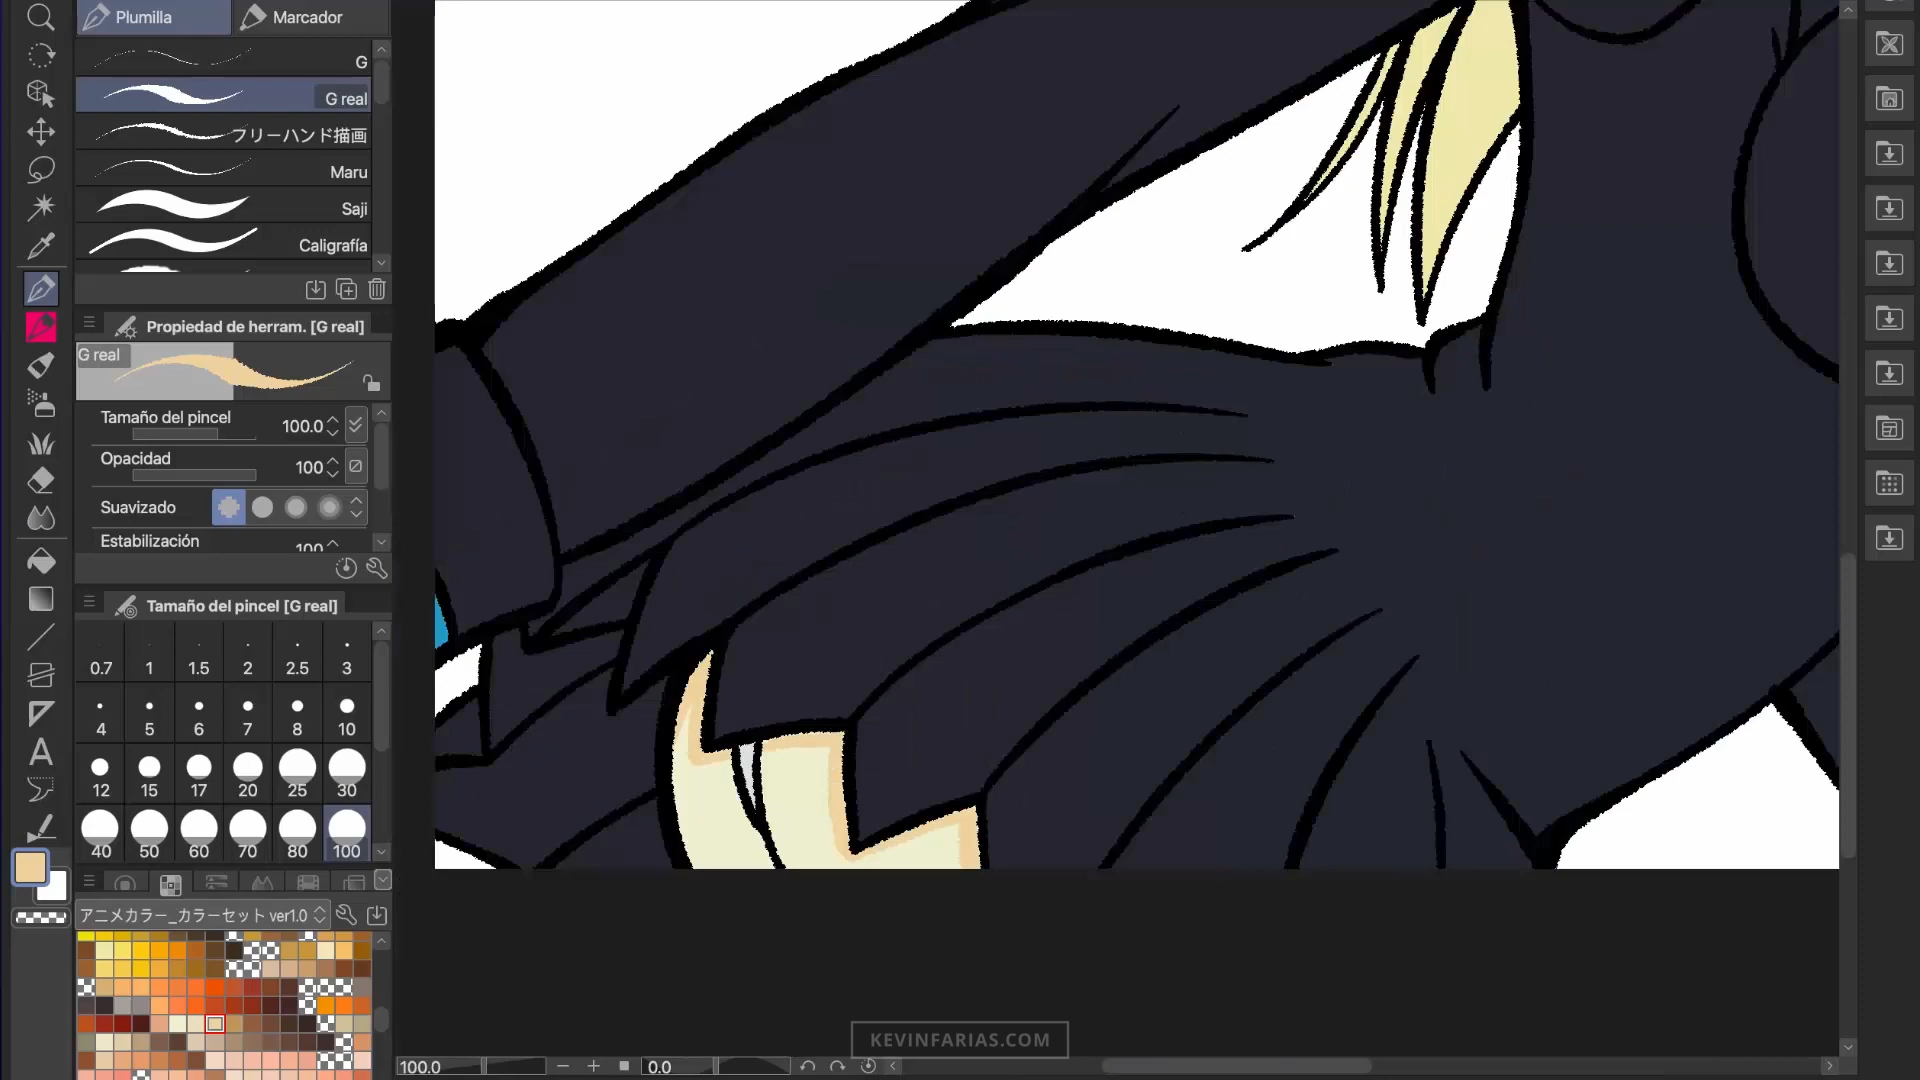 Plumilla
Marcador
G
G real
フリーハンド描画
Maru
Saji
Caligrafía
Propiedad de herram. [G real]
G real
Tamaño del pincel
100.0
Opacidad
100
Suavizado
Estabilización
100
Tamaño del pincel [G real]
0.7 1 1.5 2 2.5 3
4 5 6 7 8 10
12 15 17 20 25 30
40 50 60 70 80 100
アニメカラー_カラーセット ver1.0
KEVINFARIAS.COM
100.0
0.0